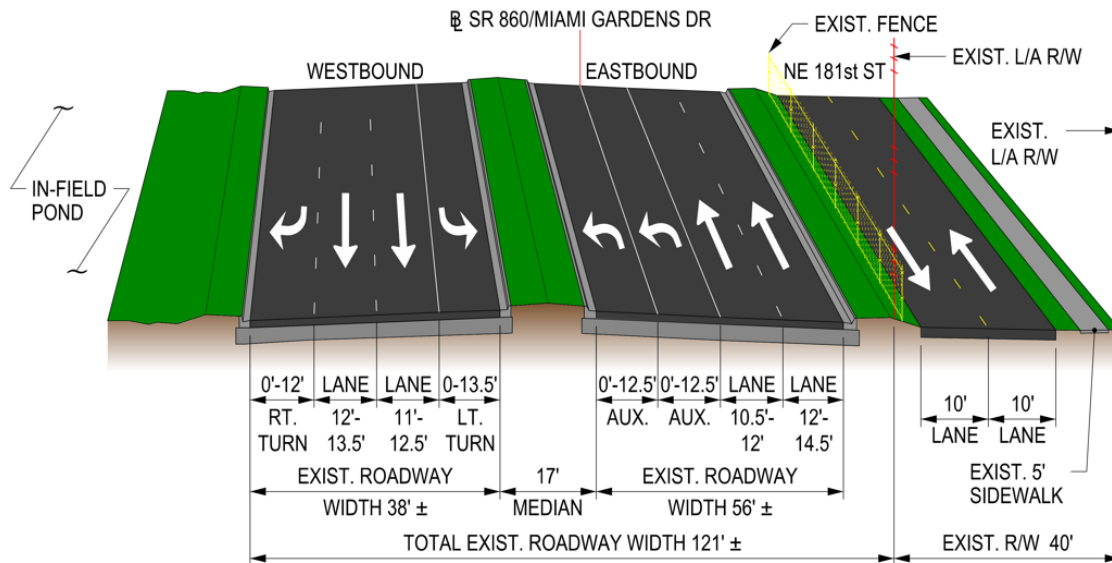 ℄ SR 860/MIAMI GARDENS DR
EXIST. FENCE
WESTBOUND
EASTBOUND
NE 181st ST
EXIST. L/A R/W
EXIST.
L/A R/W
IN-FIELD
POND
0'-12'
RT.
TURN
LANE
12'-
13.5'
LANE
11'-
12.5'
0-13.5'
LT.
TURN
0'-12.5'
AUX.
0'-12.5'
AUX.
LANE
10.5'-
12'
LANE
12'-
14.5'
10'
LANE
10'
LANE
EXIST. ROADWAY
WIDTH 38' ±
17'
MEDIAN
EXIST. ROADWAY
WIDTH 56' ±
EXIST. 5'
SIDEWALK
TOTAL EXIST. ROADWAY WIDTH 121' ±
EXIST. R/W 40'